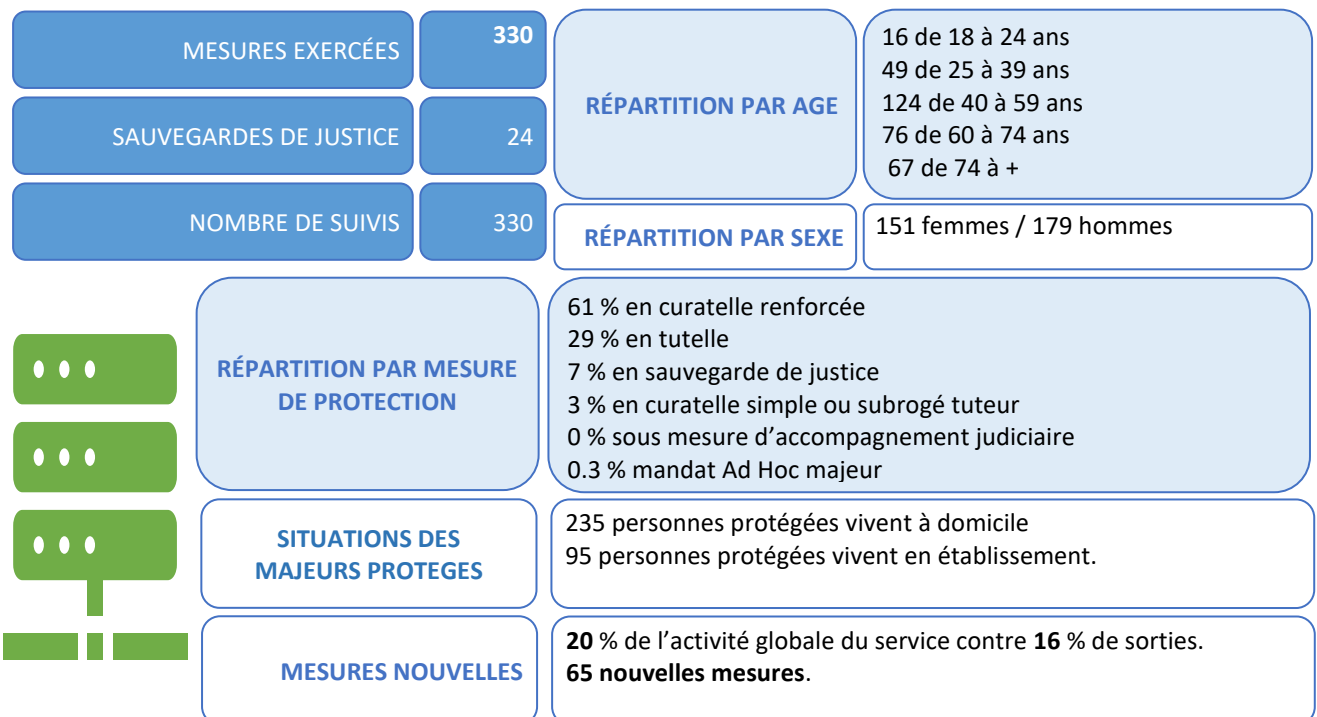 MESURES EXERCÉES 330
SAUVEGARDES DE JUSTICE 24
NOMBRE DE SUIVIS 330
RÉPARTITION PAR AGE
16 de 18 à 24 ans
49 de 25 à 39 ans
124 de 40 à 59 ans
76 de 60 à 74 ans
67 de 74 à +
RÉPARTITION PAR SEXE
151 femmes / 179 hommes
RÉPARTITION PAR MESURE
DE PROTECTION
61 % en curatelle renforcée
29 % en tutelle
7 % en sauvegarde de justice
3 % en curatelle simple ou subrogé tuteur
0 % sous mesure d’accompagnement judiciaire
0.3 % mandat Ad Hoc majeur
SITUATIONS DES
MAJEURS PROTEGES
235 personnes protégées vivent à domicile
95 personnes protégées vivent en établissement.
MESURES NOUVELLES
20 % de l’activité globale du service contre 16 % de sorties.
65 nouvelles mesures.